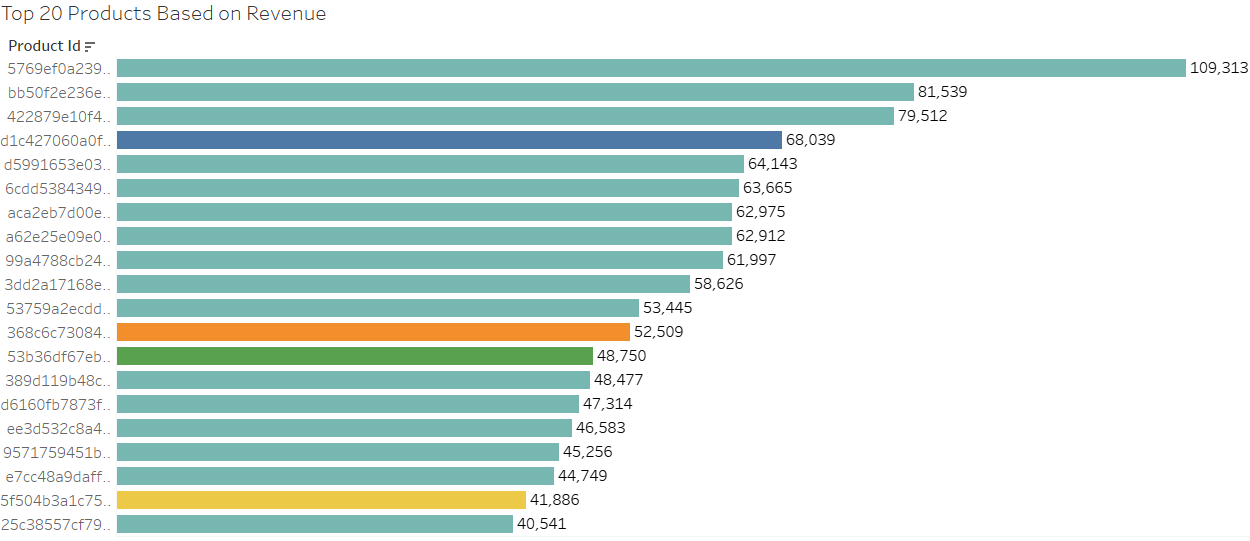 Top 20 Products Based on Revenue
Product Id
5769ef0a239.. 109,313
bb50f2e236e.. 81,539
422879e10f4.. 79,512
d1c427060a0f.. 68,039
d5991653e03.. 64,143
6cdd5384349.. 63,665
aca2eb7d00e.. 62,975
a62e25e09e0.. 62,912
99a4788cb24.. 61,997
3dd2a17168e.. 58,626
53759a2ecdd.. 53,445
368c6c73084.. 52,509
53b36df67eb.. 48,750
389d119b48c.. 48,477
d6160fb7873f.. 47,314
ee3d532c8a4.. 46,583
9571759451b.. 45,256
e7cc48a9daff.. 44,749
5f504b3a1c75.. 41,886
25c38557cf79.. 40,541